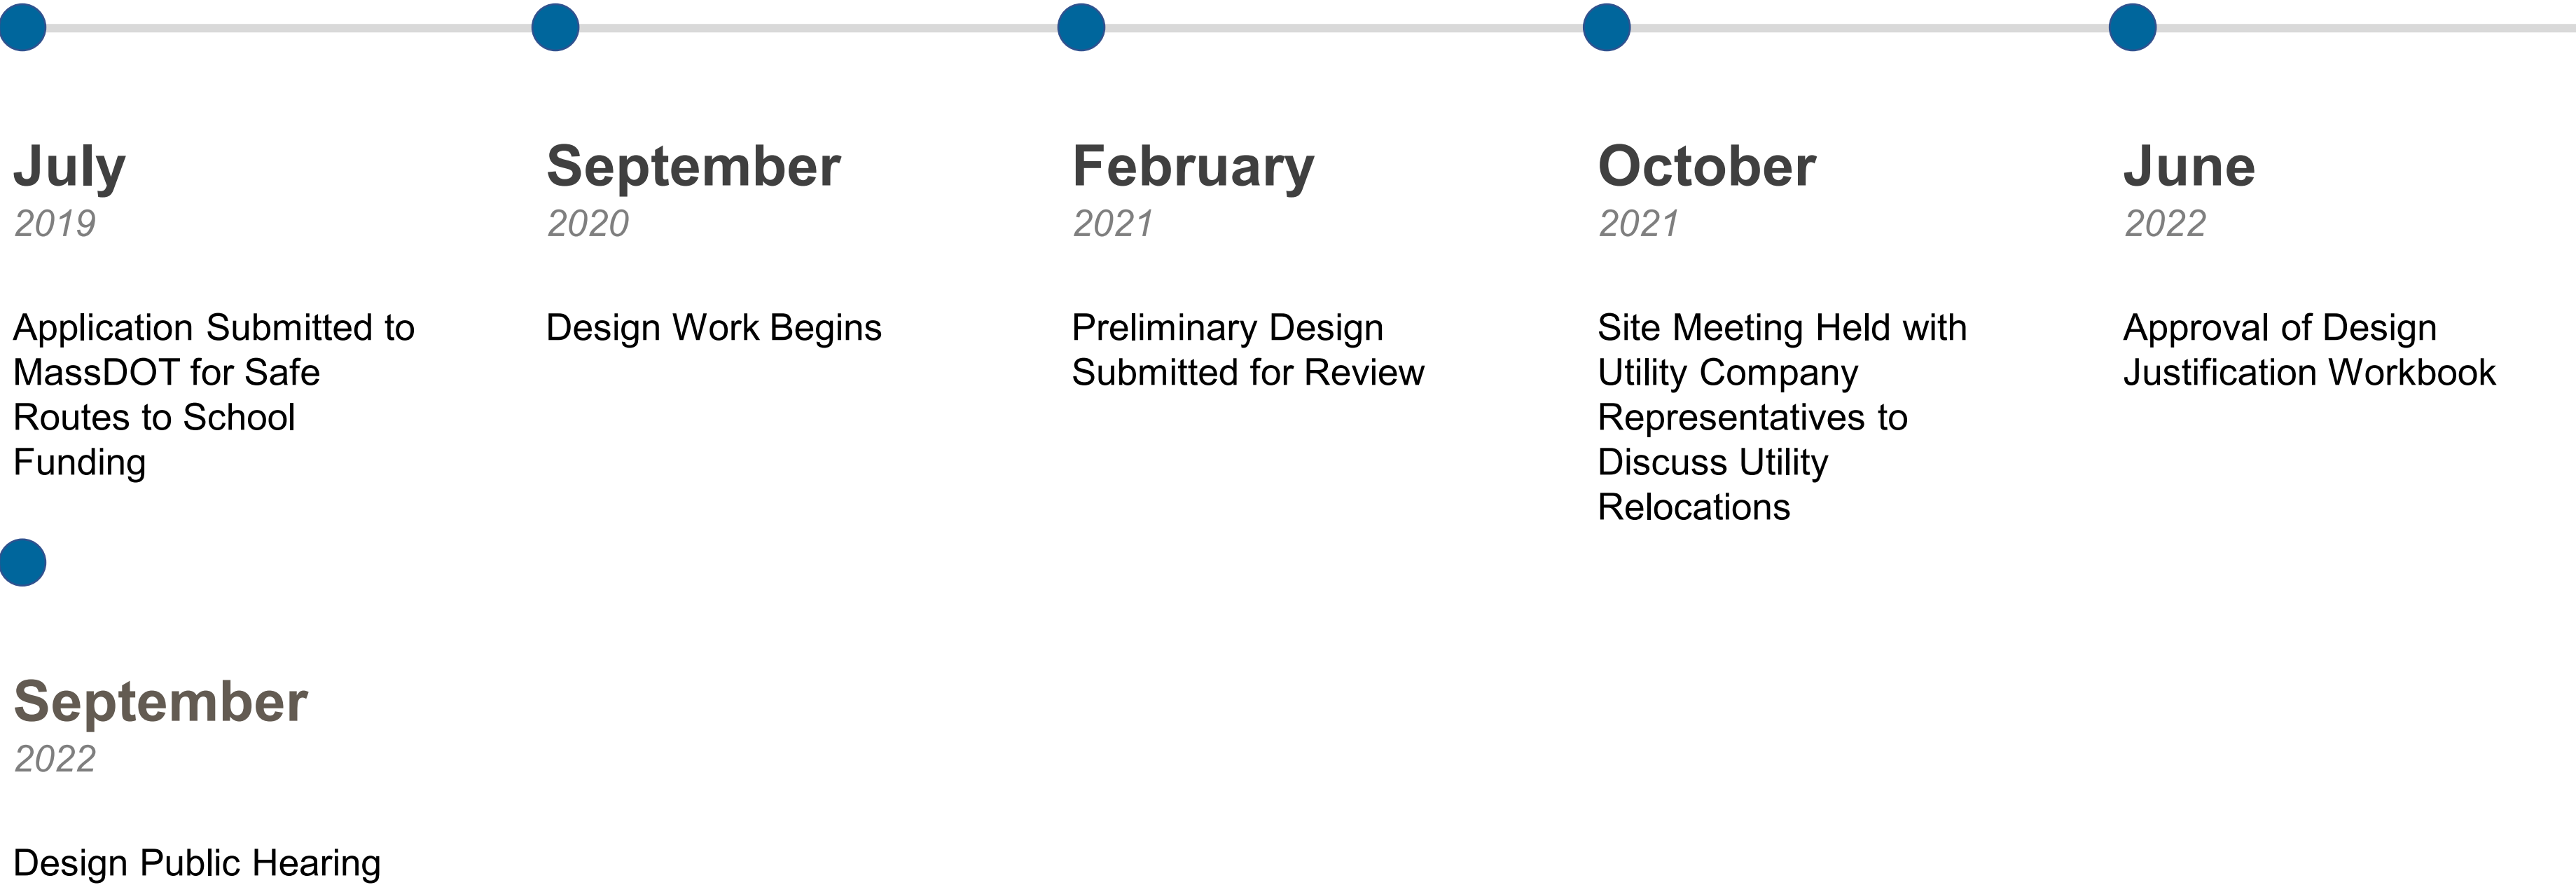 July
2019
Application Submitted to
MassDOT for Safe
Routes to School
Funding
September
2020
Design Work Begins
February
2021
Preliminary Design
Submitted for Review
October
2021
Site Meeting Held with
Utility Company
Representatives to
Discuss Utility
Relocations
June
2022
Approval of Design
Justification Workbook
September
2022
Design Public Hearing